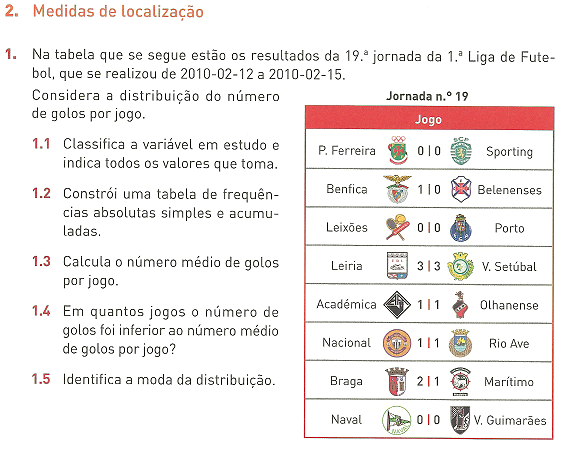 2. Medidas de localização
1. Na tabela que se segue estão os resultados da 19.ª jornada da 1.ª Liga de Fute-
bol, que se realizou de 2010-02-12 a 2010-02-15.
Considera a distribuição do número
de golos por jogo.
1.1 Classifica a variável em estudo e
indica todos os valores que toma.
1.2 Constrói uma tabela de frequên-
cias absolutas simples e acumu-
ladas.
1.3 Calcula o número médio de golos
por jogo.
1.4 Em quantos jogos o número de
golos foi inferior ao número médio
de golos por jogo?
1.5 Identifica a moda da distribuição.
Jornada n.º 19
Jogo
P. Ferreira 0 | 0 Sporting
Benfica 1 | 0 Belenenses
Leixões 0 | 0 Porto
Leiria 3 | 3 V. Setúbal
Académica 1 | 1 Olhanense
Nacional 1 | 1 Rio Ave
Braga 2 | 1 Marítimo
Naval 0 | 0 V. Guimarães